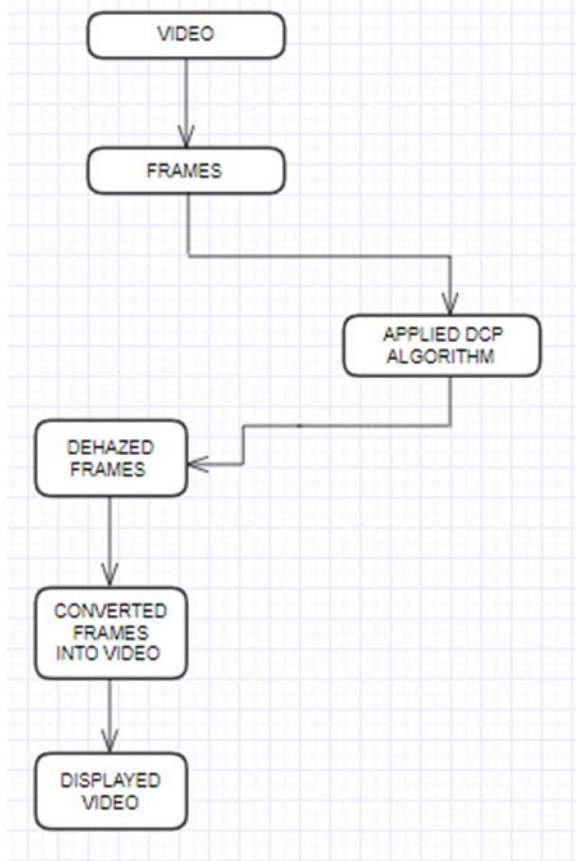 VIDEO
FRAMES
APPLIED DCP
ALGORITHM
DEHAZED
FRAMES
CONVERTED
FRAMES
INTO VIDEO
DISPLAYED
VIDEO